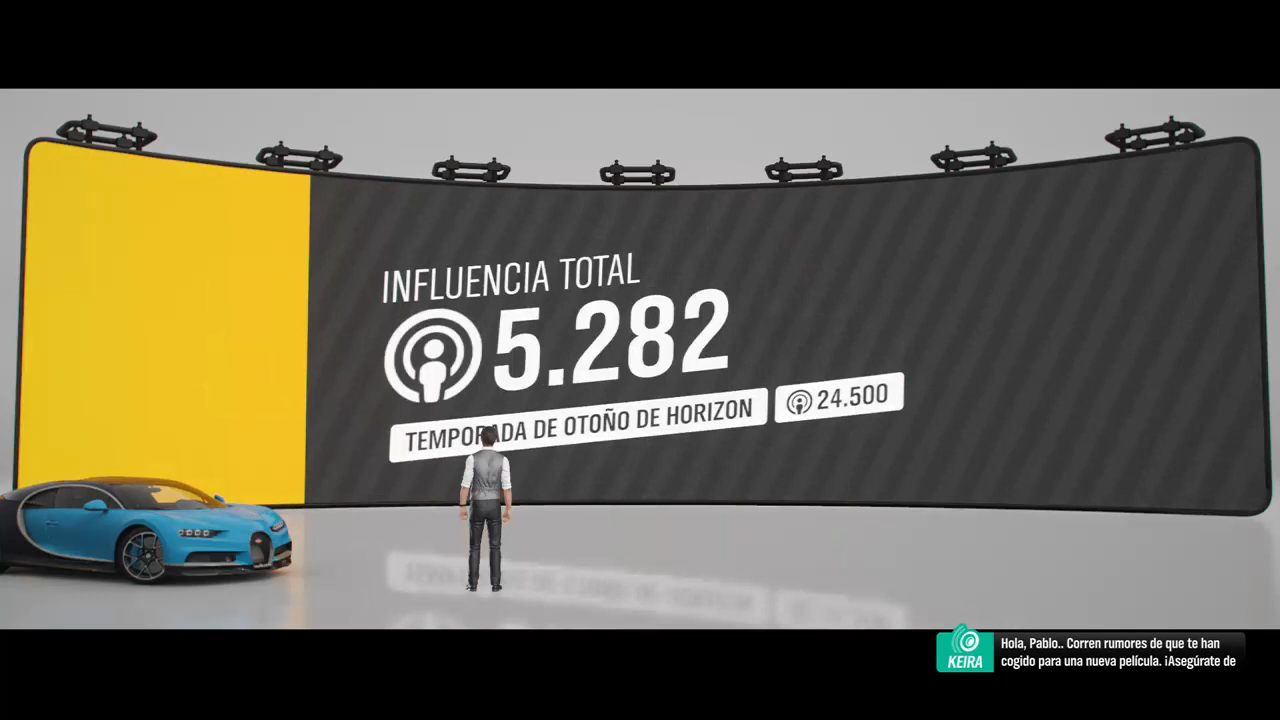 INFLUENCIA TOTAL
5.282
TEMPORADA DE OTOÑO DE HORIZON
24.500
KEIRA
Hola, Pablo.. Corren rumores de que te han
cogido para una nueva película. ¡Asegúrate de